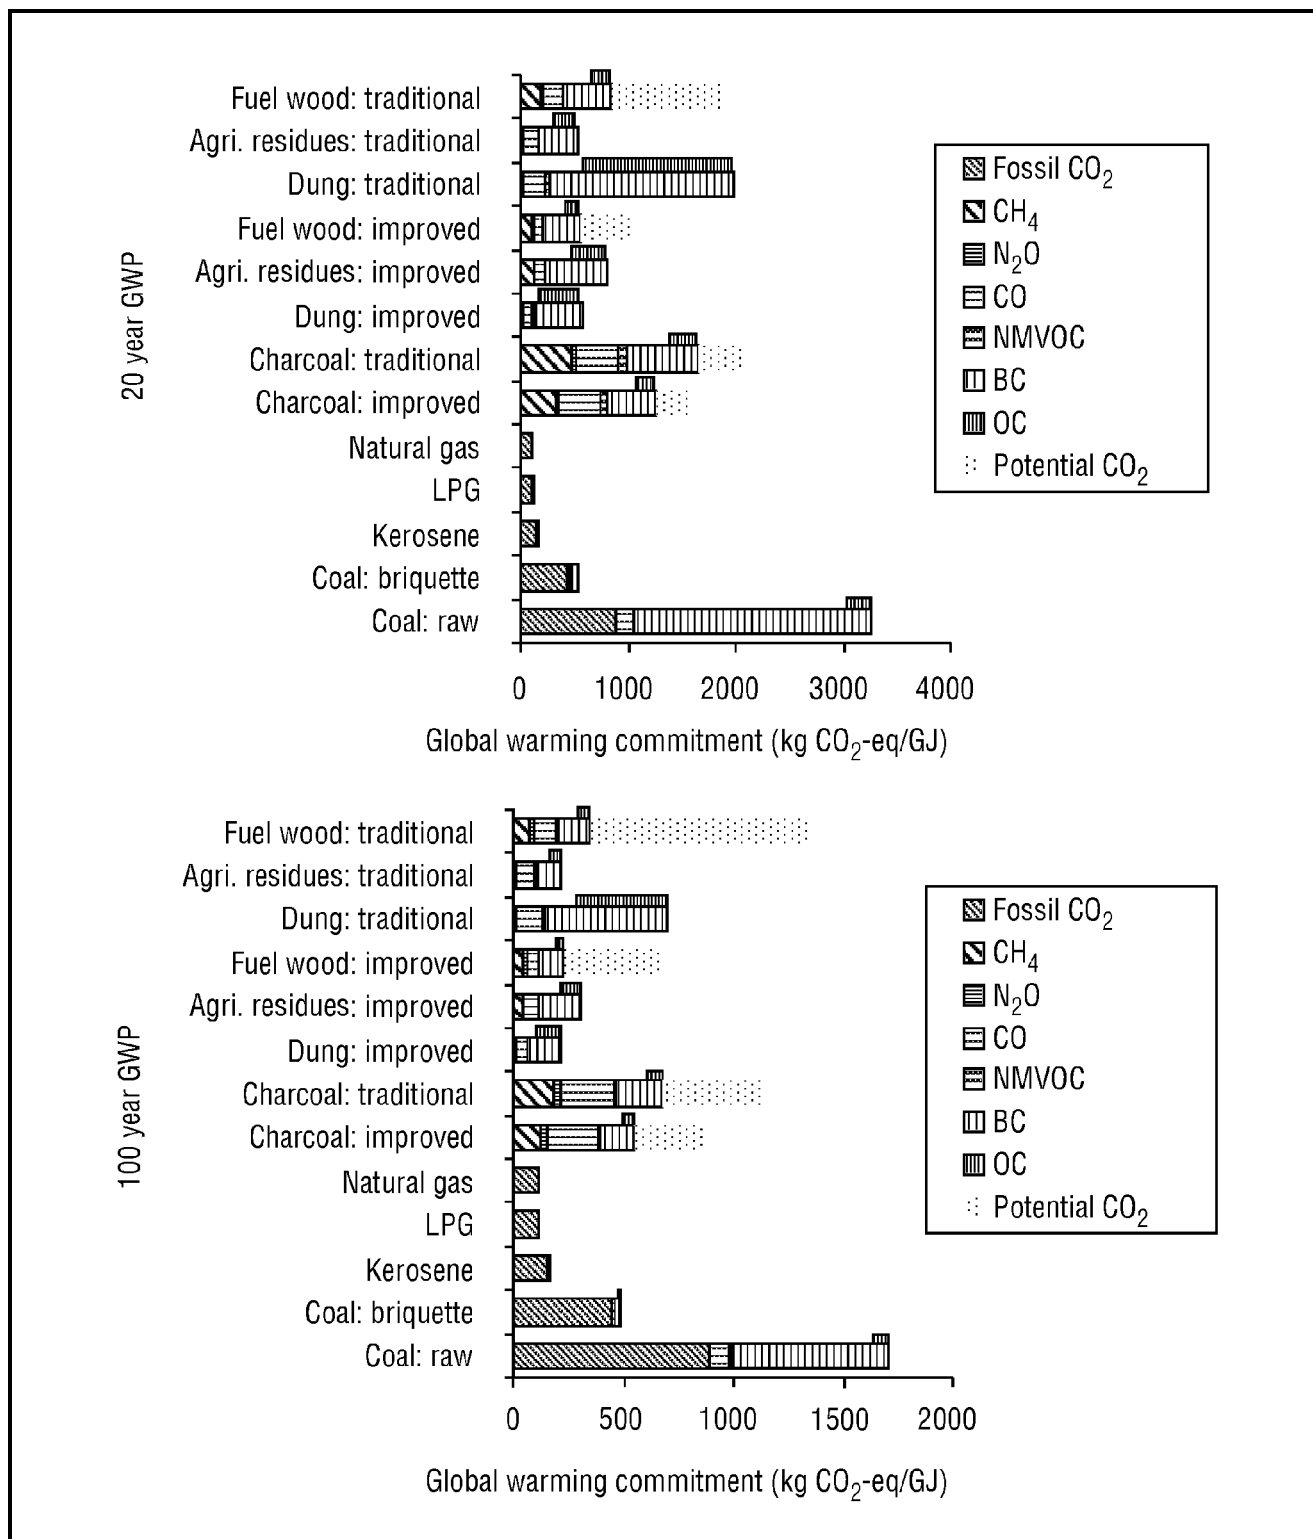 20 year GWP
Fuel wood: traditional
Agri. residues: traditional
Dung: traditional
Fuel wood: improved
Agri. residues: improved
Dung: improved
Charcoal: traditional
Charcoal: improved
Natural gas
LPG
Kerosene
Coal: briquette
Coal: raw
0 1000 2000 3000 4000
Global warming commitment (kg CO₂-eq/GJ)
Fossil CO₂
CH₄
N₂O
CO
NMVOC
BC
OC
Potential CO₂
100 year GWP
Fuel wood: traditional
Agri. residues: traditional
Dung: traditional
Fuel wood: improved
Agri. residues: improved
Dung: improved
Charcoal: traditional
Charcoal: improved
Natural gas
LPG
Kerosene
Coal: briquette
Coal: raw
0 500 1000 1500 2000
Global warming commitment (kg CO₂-eq/GJ)
Fossil CO₂
CH₄
N₂O
CO
NMVOC
BC
OC
Potential CO₂